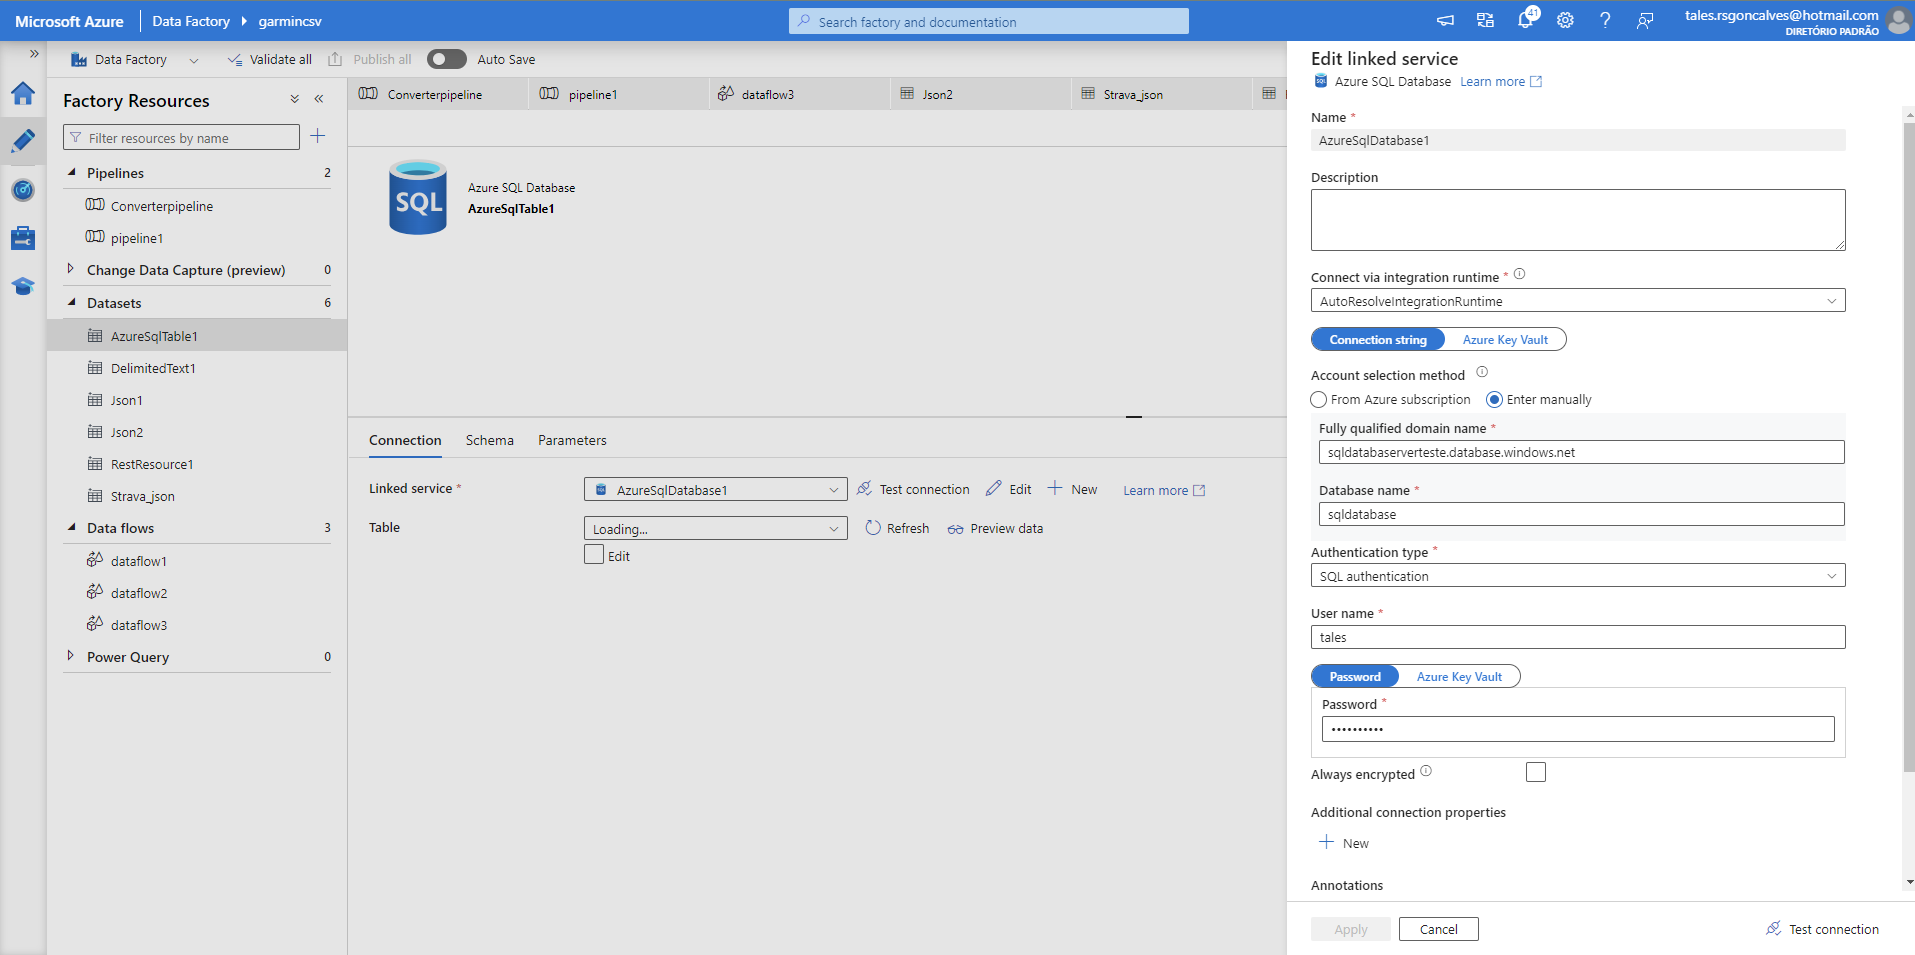 Microsoft Azure Data Factory garmincsv Search factory and documentation 41 tales.rsgoncalves@hotmail.com
DIRETÓRIO PADRÃO
Data Factory Validate all Publish all Auto Save
Factory Resources
Filter resources by name
Pipelines 2
Converterpipeline
pipeline1
Change Data Capture (preview) 0
Datasets 6
AzureSqlTable1
DelimitedText1
Json1
Json2
RestResource1
Strava_json
Data flows 3
dataflow1
dataflow2
dataflow3
Power Query 0
Converterpipeline pipeline1 dataflow3 Json2 Strava_json
SQL
Azure SQL Database
AzureSqlTable1
Connection Schema Parameters
Linked service * AzureSqlDatabase1 Test connection Edit New Learn more
Table Loading... Refresh Preview data
Edit
Edit linked service
Azure SQL Database Learn more
Name *
AzureSqlDatabase1
Description
Connect via integration runtime *
AutoResolveIntegrationRuntime
Connection string Azure Key Vault
Account selection method
From Azure subscription Enter manually
Fully qualified domain name *
sqldatabaserverteste.database.windows.net
Database name *
sqldatabase
Authentication type *
SQL authentication
User name *
tales
Password Azure Key Vault
Password *
••••••••••
Always encrypted
Additional connection properties
New
Annotations
Apply Cancel Test connection